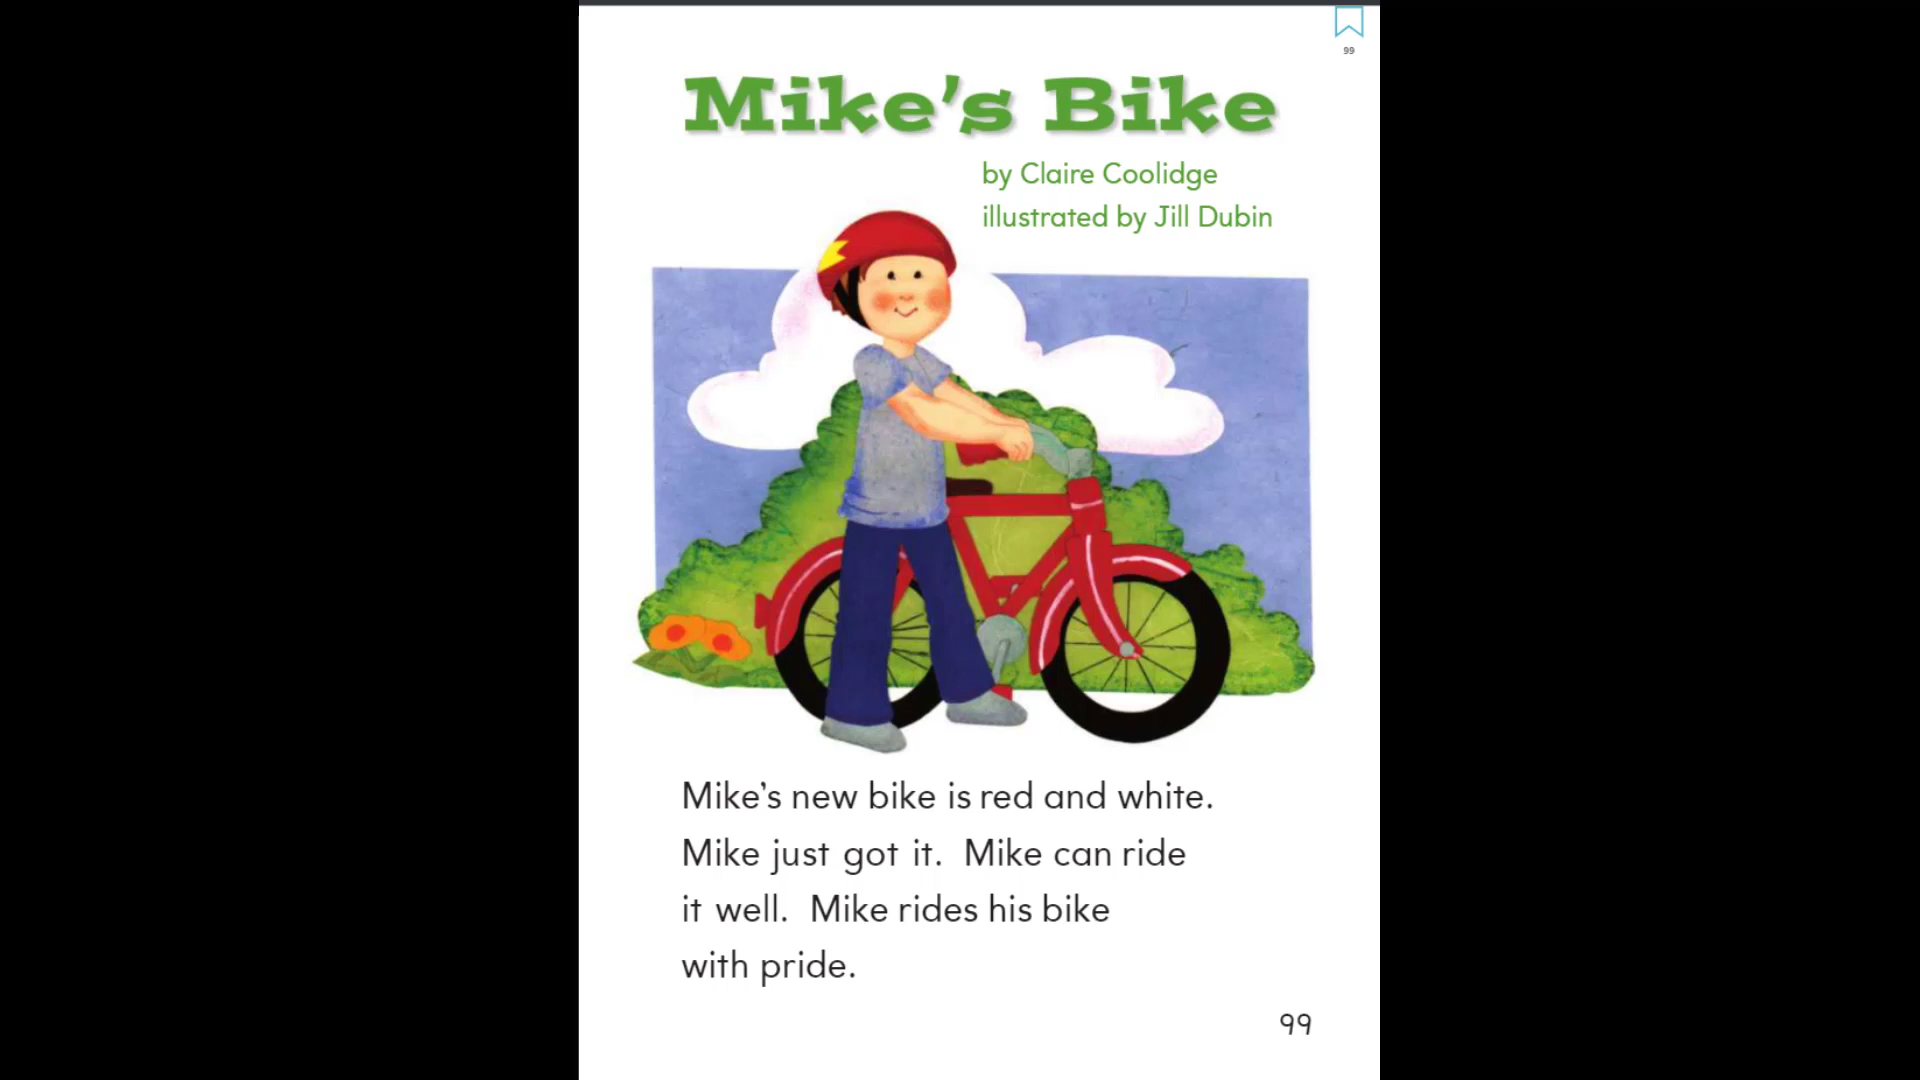 99
Mike’s Bike
by Claire Coolidge
illustrated by Jill Dubin
Mike’s new bike is red and white.
Mike just got it. Mike can ride
it well. Mike rides his bike
with pride.
99